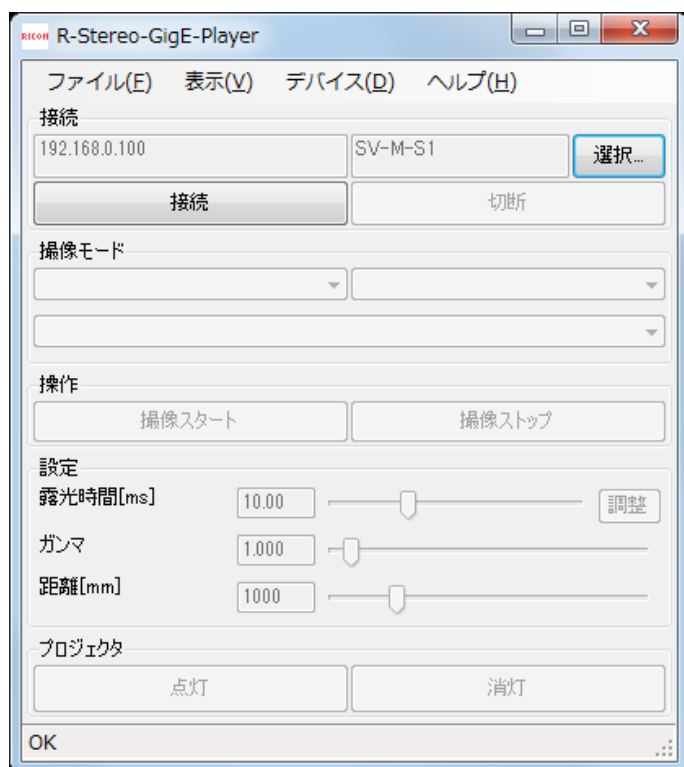 RICOH R-Stereo-GigE-Player
ファイル(F) 表示(V) デバイス(D) ヘルプ(H)
接続
192.168.0.100 SV-M-S1 選択...
接続 切断
撮像モード
操作
撮像スタート 撮像ストップ
設定
露光時間[ms] 10.00 調整
ガンマ 1.000
距離[mm] 1000
プロジェクタ
点灯 消灯
OK